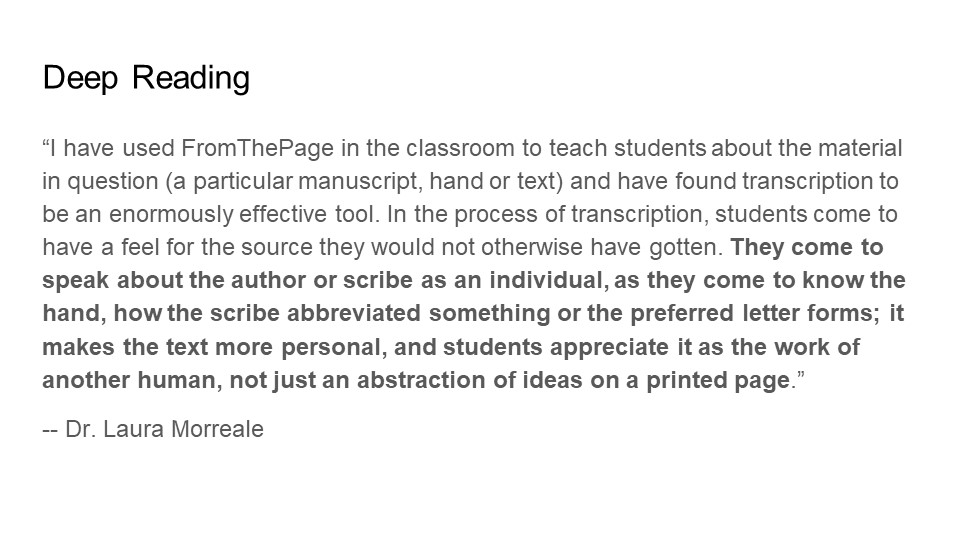 Deep Reading
“I have used FromThePage in the classroom to teach students about the material
in question (a particular manuscript, hand or text) and have found transcription to
be an enormously effective tool. In the process of transcription, students come to
have a feel for the source they would not otherwise have gotten. They come to
speak about the author or scribe as an individual, as they come to know the
hand, how the scribe abbreviated something or the preferred letter forms; it
makes the text more personal, and students appreciate it as the work of
another human, not just an abstraction of ideas on a printed page.”
-- Dr. Laura Morreale